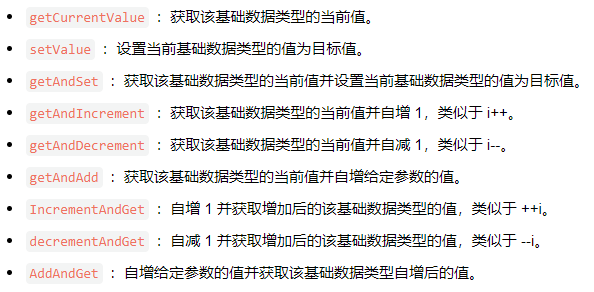 getCurrentValue : 获取该基础数据类型的当前值。
setValue : 设置当前基础数据类型的值为目标值。
getAndSet : 获取该基础数据类型的当前值并设置当前基础数据类型的值为目标值。
getAndIncrement : 获取该基础数据类型的当前值并自增 1，类似于 i++。
getAndDecrement : 获取该基础数据类型的当前值并自减 1，类似于 i--。
getAndAdd : 获取该基础数据类型的当前值并自增给定参数的值。
IncrementAndGet : 自增 1 并获取增加后的该基础数据类型的值，类似于 ++i。
decrementAndGet : 自减 1 并获取增加后的该基础数据类型的值，类似于 --i。
AddAndGet : 自增给定参数的值并获取该基础数据类型自增后的值。